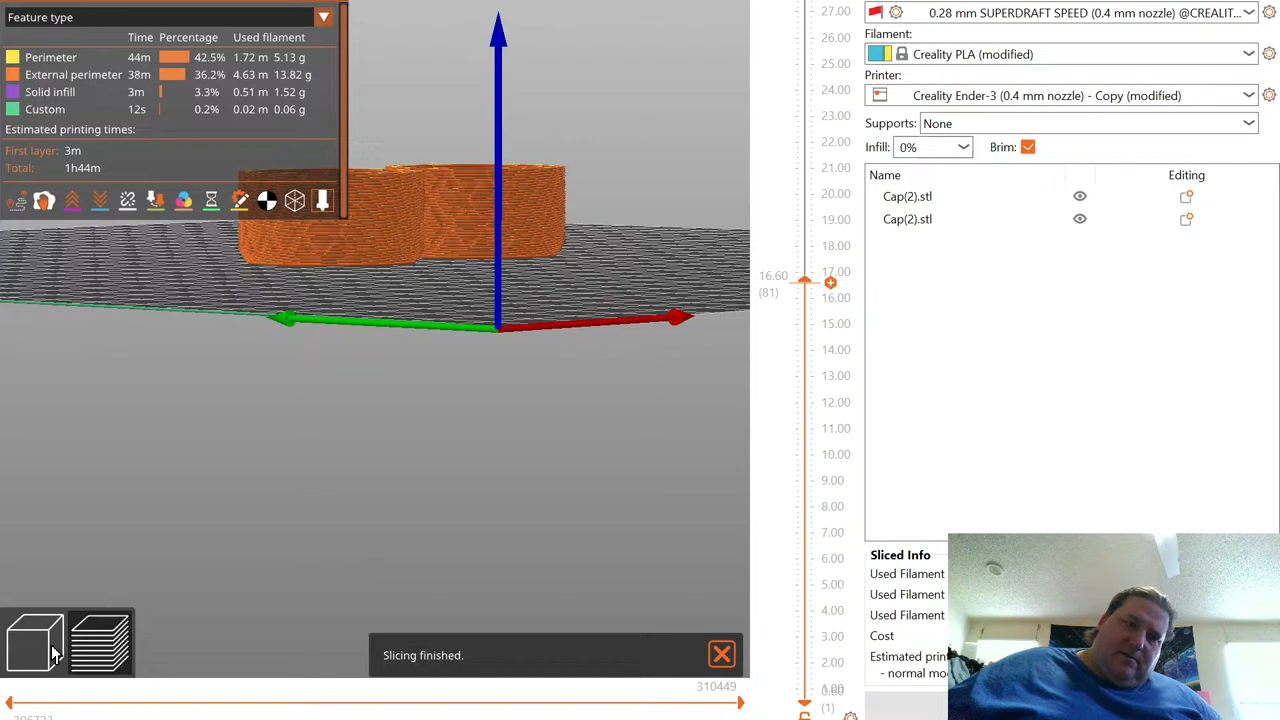 Feature type
Time Percentage Used filament
Perimeter 44m 42.5% 1.72 m 5.13 g
External perimeter 38m 36.2% 4.63 m 13.82 g
Solid infill 3m 3.3% 0.51 m 1.52 g
Custom 12s 0.2% 0.02 m 0.06 g
Estimated printing times:
First layer: 3m
Total: 1h44m
Slicing finished.
310449
27.00
26.00
25.00
24.00
23.00
22.00
21.00
20.00
19.00
18.00
17.00
16.60
(81)
16.00
15.00
14.00
13.00
12.00
11.00
10.00
9.00
8.00
7.00
6.00
5.00
4.00
3.00
2.00
(1)
0.28 mm SUPERDRAFT SPEED (0.4 mm nozzle) @CREALIT...
Filament:
Creality PLA (modified)
Printer:
Creality Ender-3 (0.4 mm nozzle) - Copy (modified)
Supports: None
Infill: 0% Brim:
Name Editing
Cap(2).stl
Cap(2).stl
Sliced Info
Used Filament
Used Filament
Used Filament
Cost
Estimated prin
- normal mo